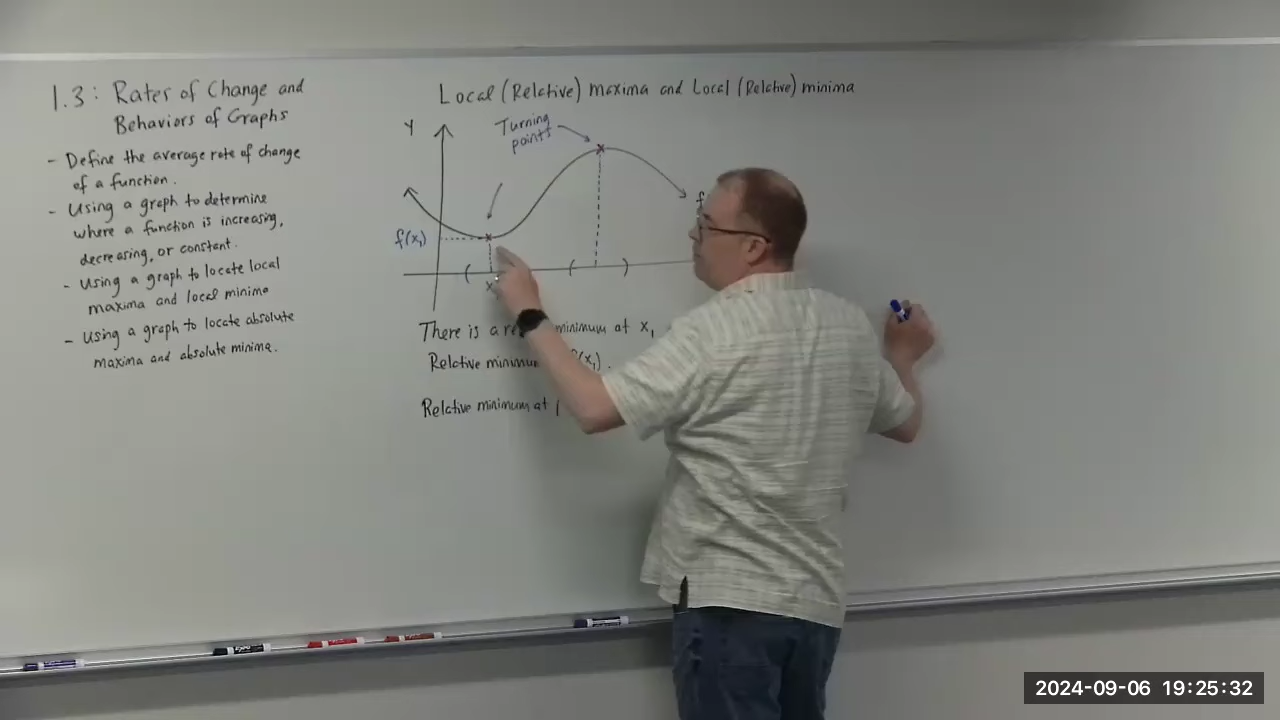 1.3: Rates of Change and
Behaviors of Graphs
- Define the average rate of change
of a function.
- Using a graph to determine
where a function is increasing,
decreasing, or constant.
- Using a graph to locate local
maxima and local minima
- Using a graph to locate absolute
maxima and absolute minima.
Local (Relative) maxima and Local (Relative) minima
Y
Turning
points
f
f(x₁)
x
There is a minimum at x₁
Relative minimum f(x₁).
Relative minimum at
2024-09-06 19:25:32